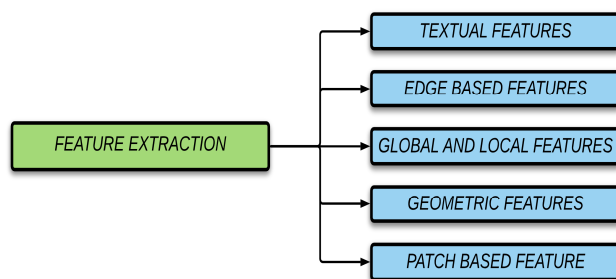 FEATURE EXTRACTION
TEXTUAL FEATURES
EDGE BASED FEATURES
GLOBAL AND LOCAL FEATURES
GEOMETRIC FEATURES
PATCH BASED FEATURE